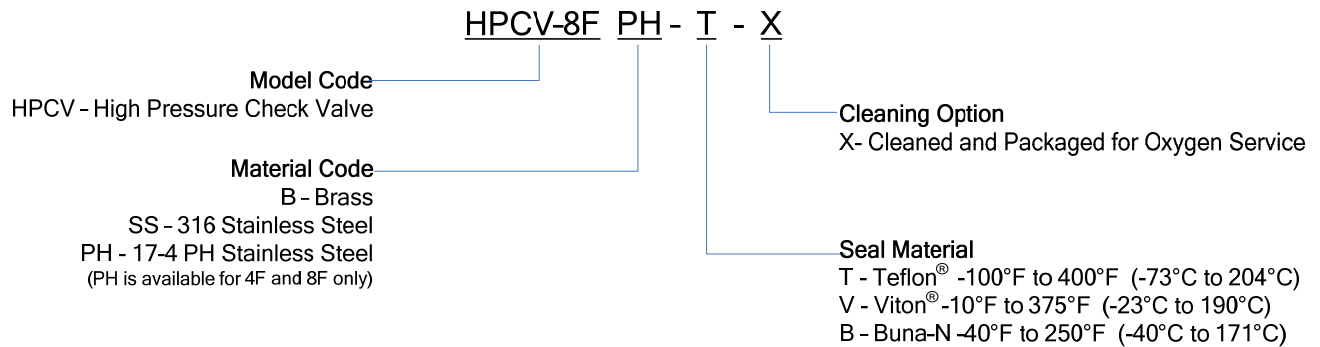 HPCV-8F PH - T - X
Model Code
HPCV – High Pressure Check Valve
Material Code
B – Brass
SS – 316 Stainless Steel
PH - 17-4 PH Stainless Steel
(PH is available for 4F and 8F only)
Cleaning Option
X- Cleaned and Packaged for Oxygen Service
Seal Material
T - Teflon® -100°F to 400°F (-73°C to 204°C)
V - Viton® -10°F to 375°F (-23°C to 190°C)
B – Buna-N -40°F to 250°F (-40°C to 171°C)